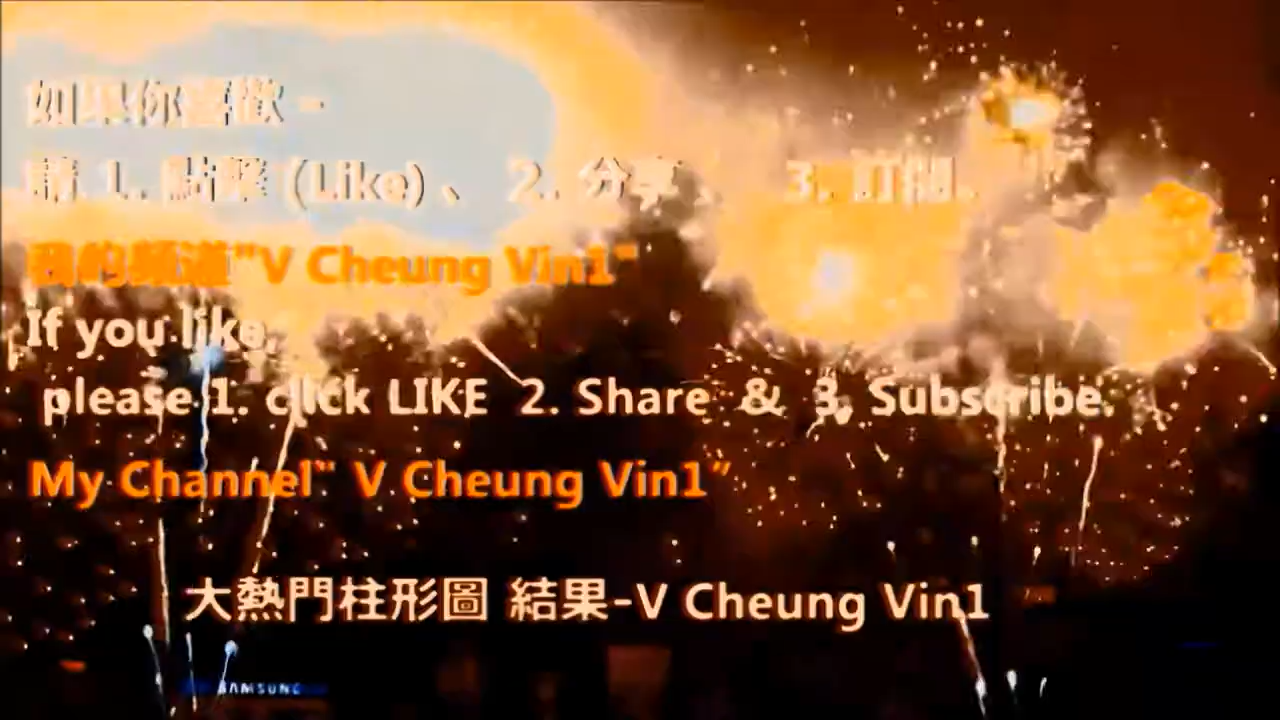 如果你喜歡-
請 1. 點擊 (Like)、 2. 分享、 3. 訂閱.
我的頻道"V Cheung Vin1"
If you like,
please 1. click LIKE 2. Share & 3. Subscribe.
My Channel" V Cheung Vin1"
大熱門柱形圖 結果-V Cheung Vin1
SAMSUNG